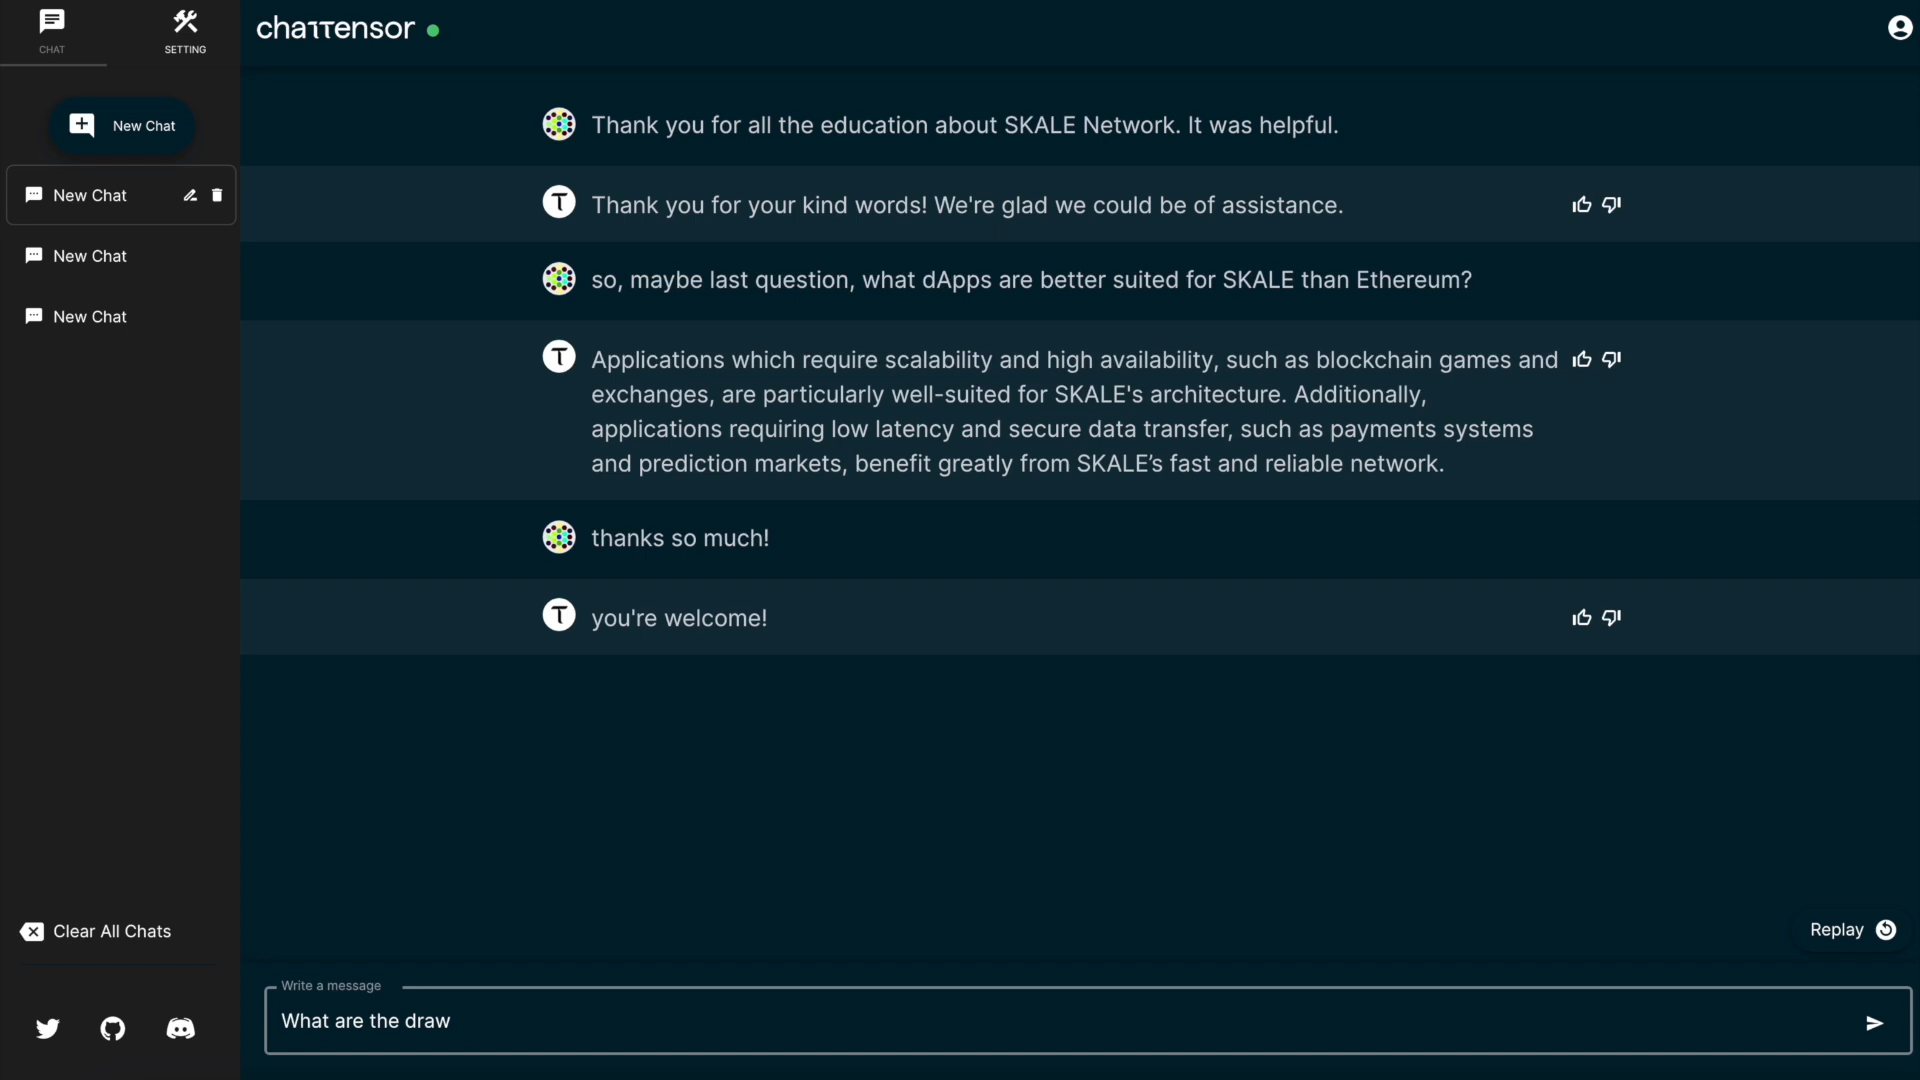 CHAT
SETTING
chaττensor
New Chat
New Chat
New Chat
New Chat
Thank you for all the education about SKALE Network. It was helpful.
T
Thank you for your kind words! We're glad we could be of assistance.
so, maybe last question, what dApps are better suited for SKALE than Ethereum?
T
Applications which require scalability and high availability, such as blockchain games and
exchanges, are particularly well-suited for SKALE's architecture. Additionally,
applications requiring low latency and secure data transfer, such as payments systems
and prediction markets, benefit greatly from SKALE’s fast and reliable network.
thanks so much!
T
you're welcome!
Clear All Chats
Replay
Write a message
What are the draw